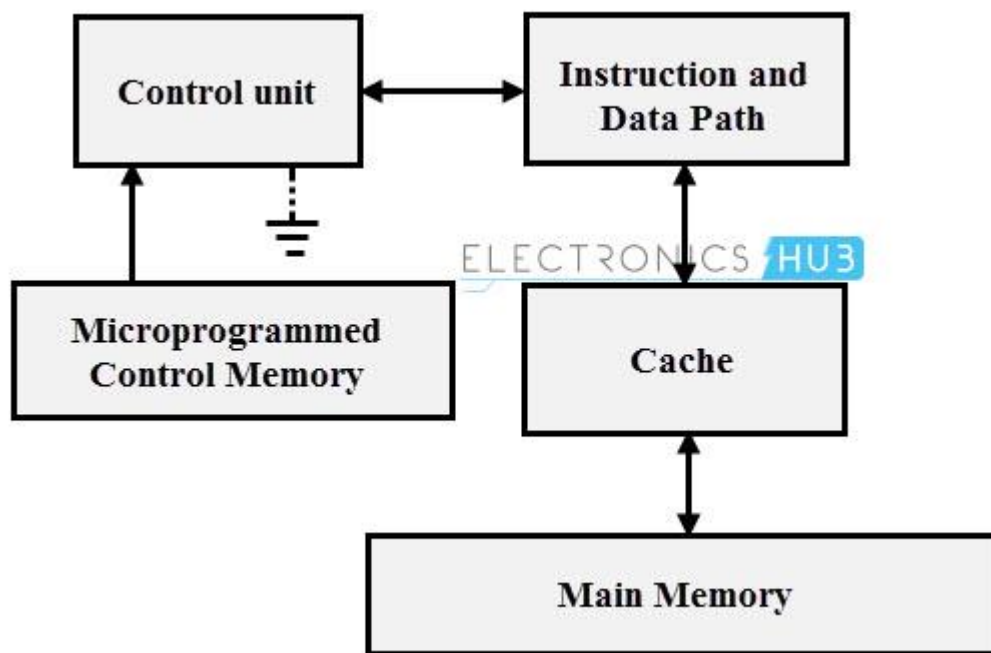 Control unit
Instruction and
Data Path
ELECTRONICS HUB
Microprogrammed
Control Memory
Cache
Main Memory